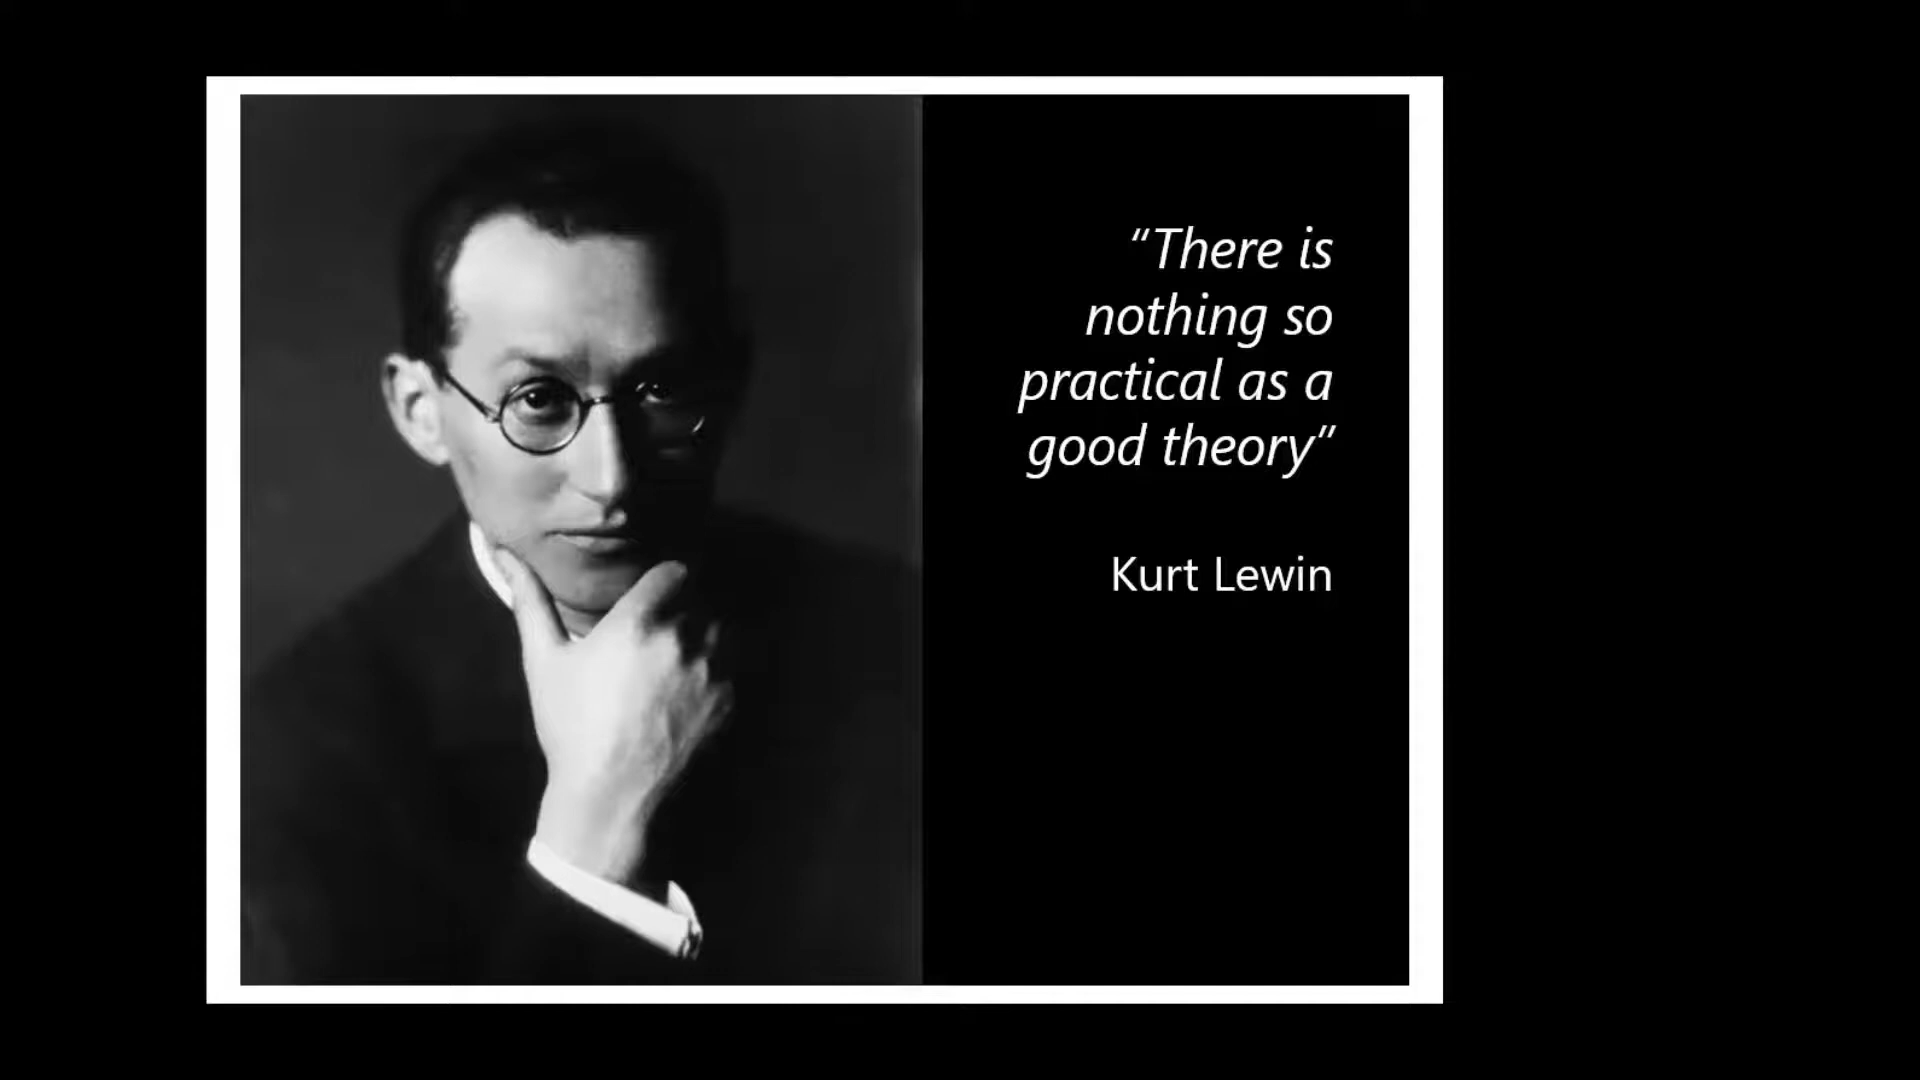 “There is
nothing so
practical as a
good theory”
Kurt Lewin